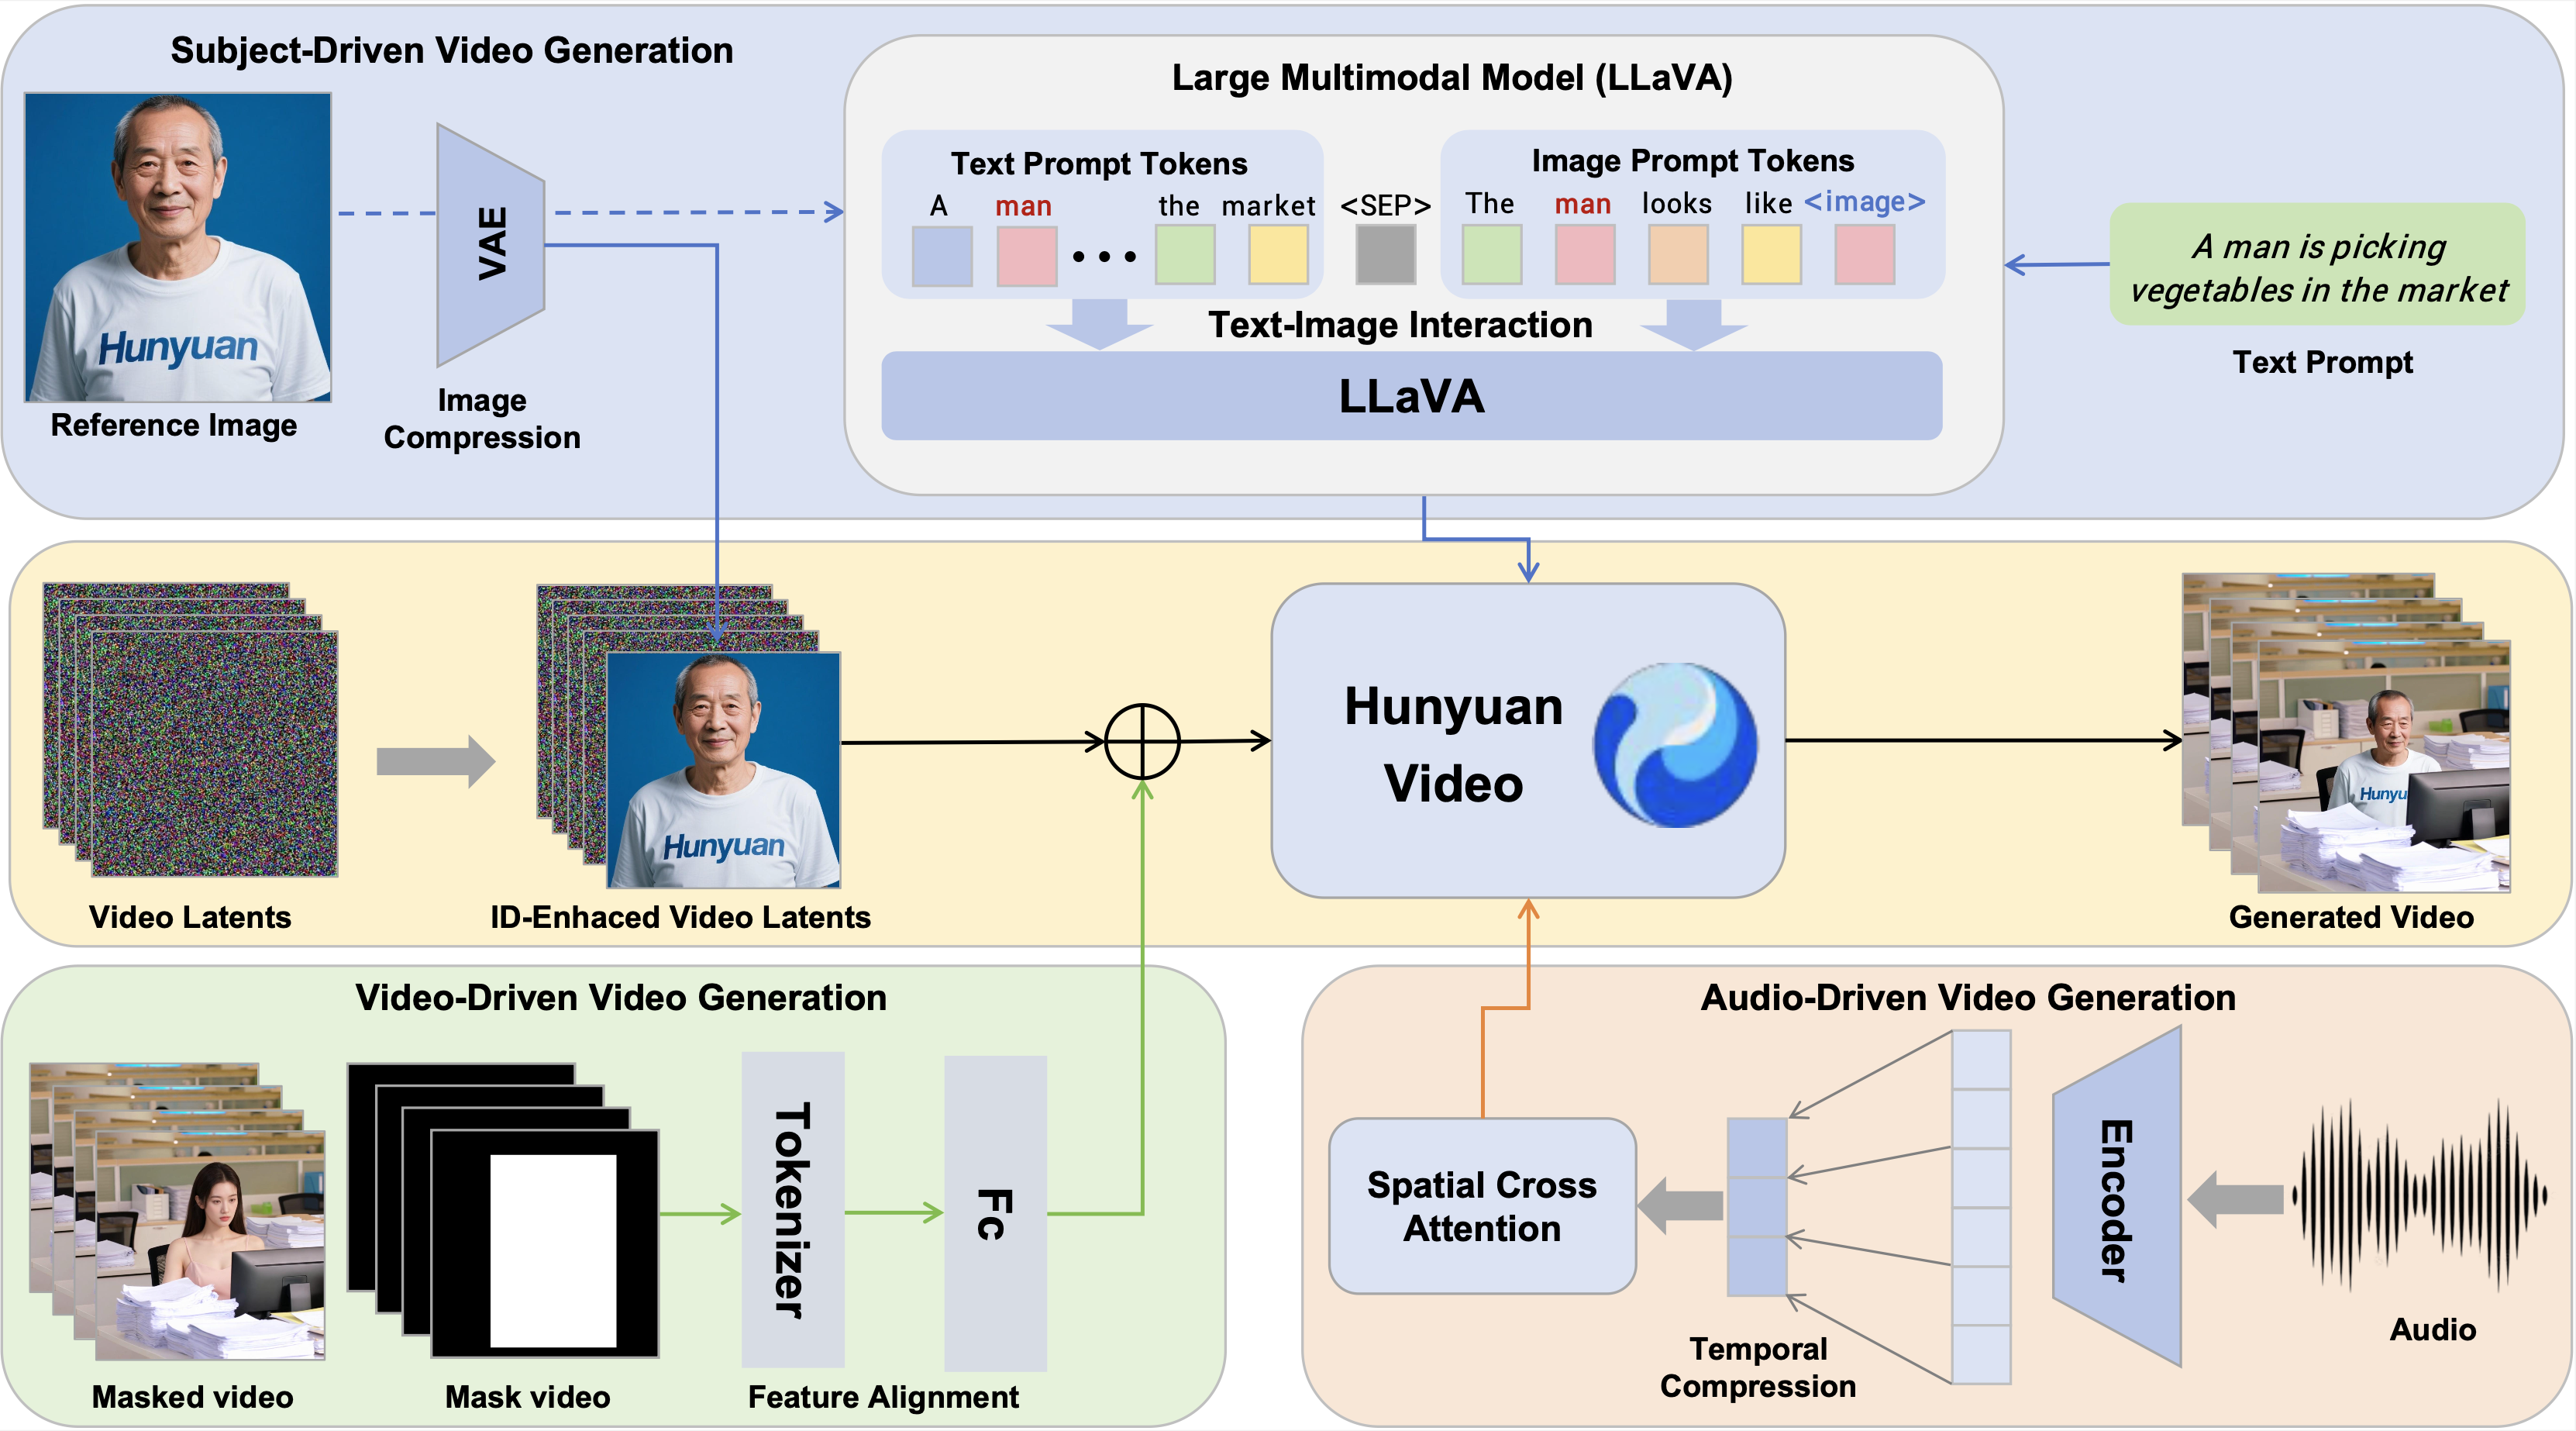 Subject-Driven Video Generation
Hunyuan
Reference Image
VAE
Image
Compression
Large Multimodal Model (LLaVA)
Text Prompt Tokens
A man ••• the market
<SEP>
Image Prompt Tokens
The man looks like <image>
Text-Image Interaction
LLaVA
A man is picking
vegetables in the market
Text Prompt
Video Latents
Hunyuan
ID-Enhaced Video Latents
Hunyuan
Video
Hunyu
Generated Video
Video-Driven Video Generation
Masked video
Mask video
Tokenizer
Fc
Feature Alignment
Audio-Driven Video Generation
Spatial Cross
Attention
Temporal
Compression
Encoder
Audio